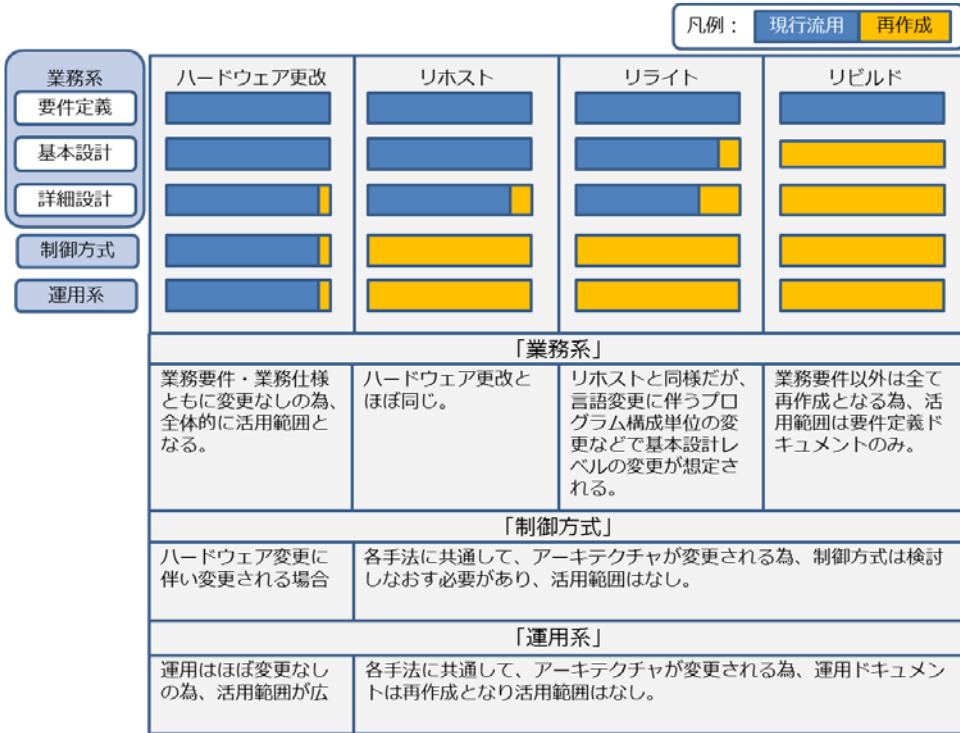 凡例： 現行流用 再作成
業務系
要件定義
基本設計
詳細設計
制御方式
運用系
ハードウェア更改 リホスト リライト リビルド
「業務系」
業務要件・業務仕様
ともに変更なしの為、
全体的に活用範囲と
なる。
ハードウェア更改と
ほぼ同じ。
リホストと同様だが、
言語変更に伴うプロ
グラム構成単位の変
更などで基本設計レ
ベルの変更が想定さ
れる。
業務要件以外は全て
再作成となる為、活
用範囲は要件定義ド
キュメントのみ。
「制御方式」
ハードウェア変更に
伴い変更される場合
各手法に共通して、アーキテクチャが変更される為、制御方式は検討
しなおす必要があり、活用範囲はなし。
「運用系」
運用はほぼ変更なし
の為、活用範囲が広
各手法に共通して、アーキテクチャが変更される為、運用ドキュメン
トは再作成となり活用範囲はなし。